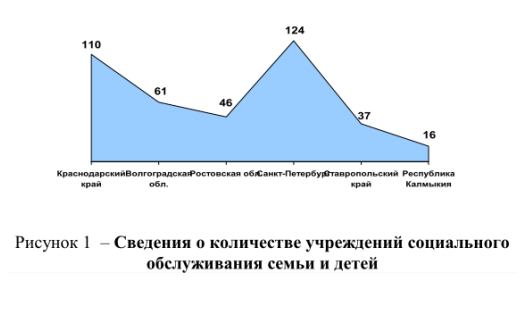 124
110
61
46
37
16
Краснодарский Волгоградская Ростовская обл. Санкт-Петербург Ставропольский Республика
край обл. край Калмыкия
Рисунок 1 – Сведения о количестве учреждений социального
обслуживания семьи и детей